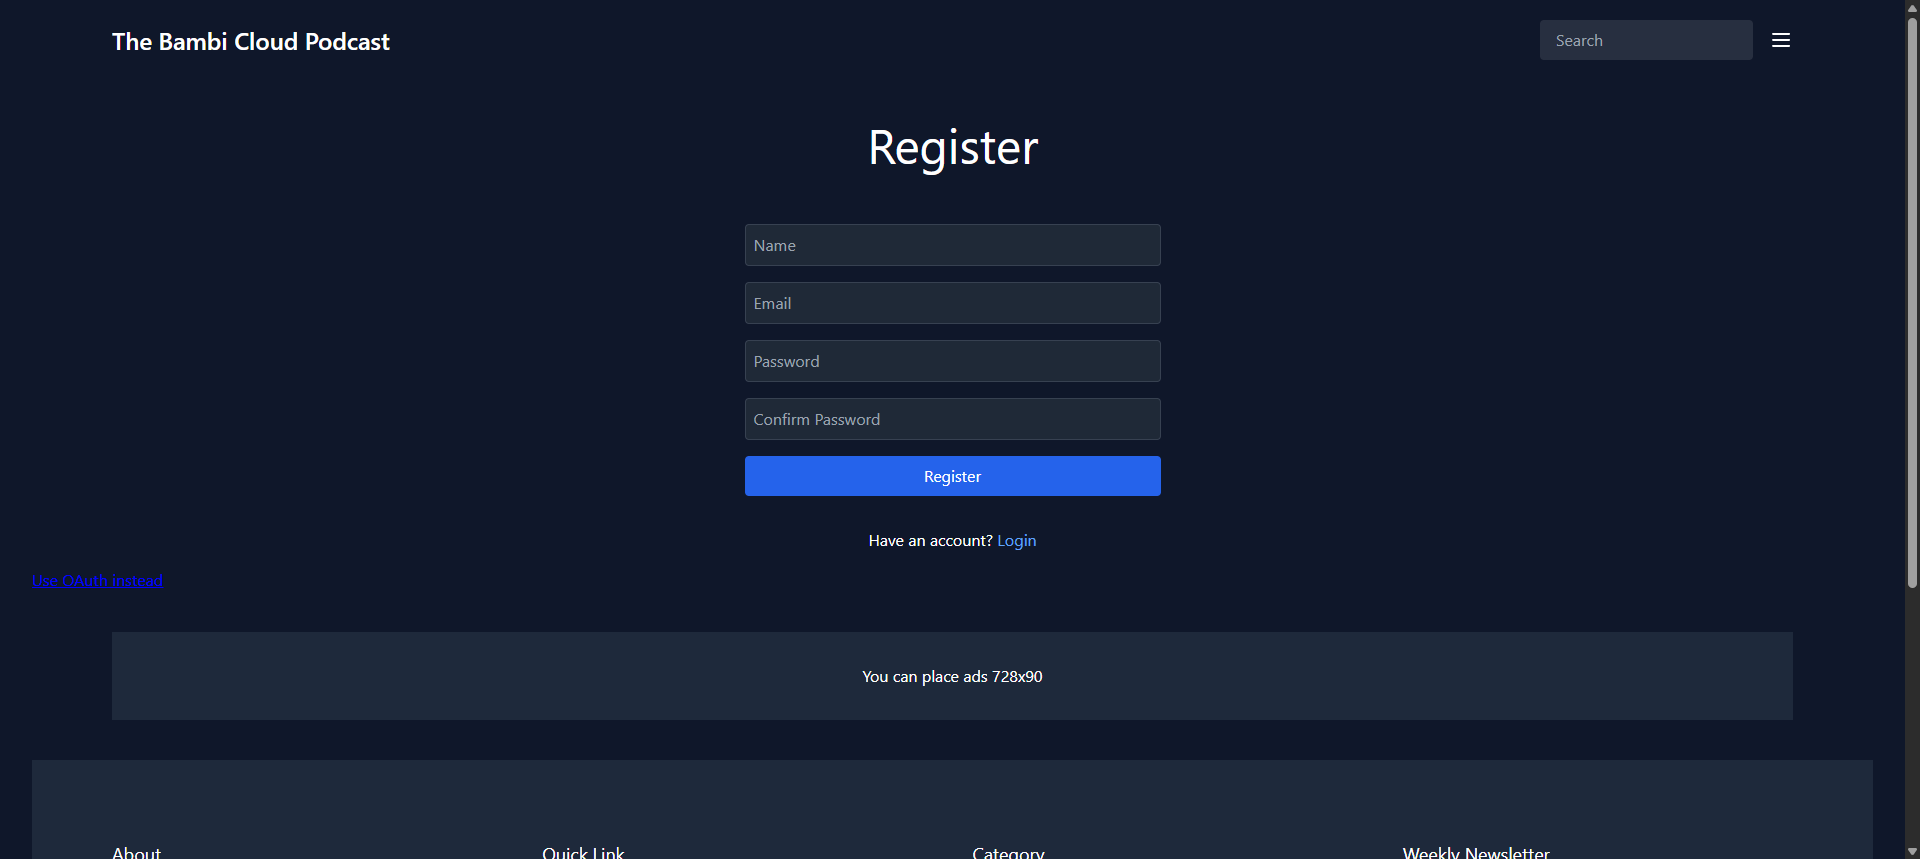 The Bambi Cloud Podcast
Search
Register
Name
Email
Password
Confirm Password
Register
Have an account? Login
Use OAuth instead
You can place ads 728x90
About
Quick Link
Category
Weekly Newsletter